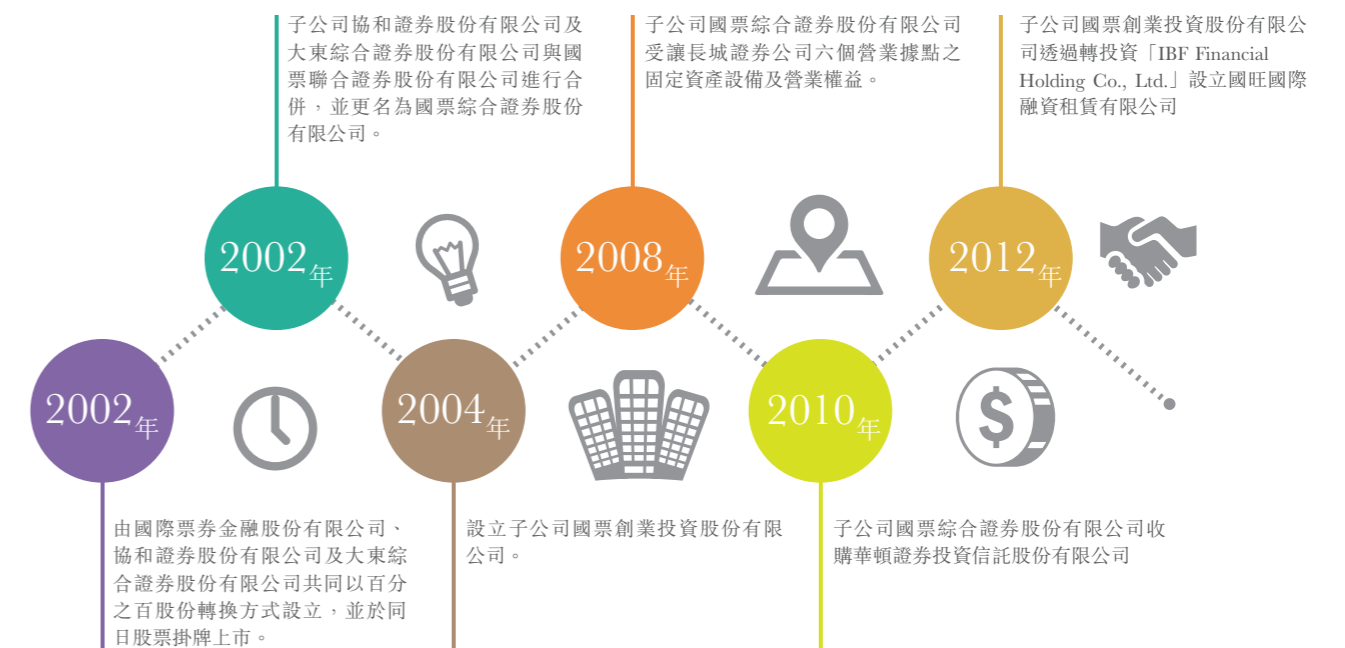 子公司協和證券股份有限公司及
大東綜合證券股份有限公司與國
票聯合證券股份有限公司進行合
併，並更名為國票綜合證券股份
有限公司。
子公司國票綜合證券股份有限公司
受讓長城證券公司六個營業據點之
固定資產設備及營業權益。
子公司國票創業投資股份有限公
司透過轉投資「IBF Financial
Holding Co., Ltd.」設立國旺國際
融資租賃有限公司
2002年
2008年
2012年
2002年
2004年
2010年
由國際票券金融股份有限公司、
協和證券股份有限公司及大東綜
合證券股份有限公司共同以百分
之百股份轉換方式設立，並於同
日股票掛牌上市。
設立子公司國票創業投資股份有限
公司。
子公司國票綜合證券股份有限公司收
購華頓證券投資信託股份有限公司
$